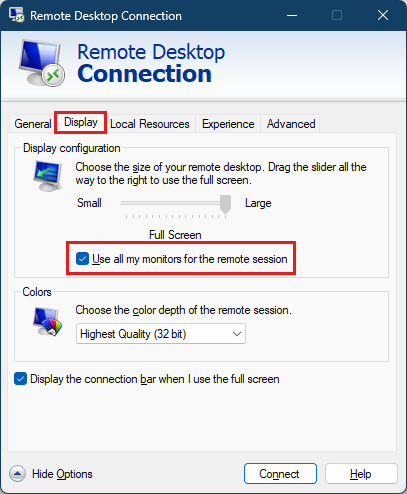 Remote Desktop Connection
Remote Desktop
Connection
General Display Local Resources Experience Advanced
Display configuration
Choose the size of your remote desktop. Drag the slider all the
way to the right to use the full screen.
Small Large
Full Screen
Use all my monitors for the remote session
Colors
Choose the color depth of the remote session.
Highest Quality (32 bit)
Display the connection bar when I use the full screen
Hide Options Connect Help